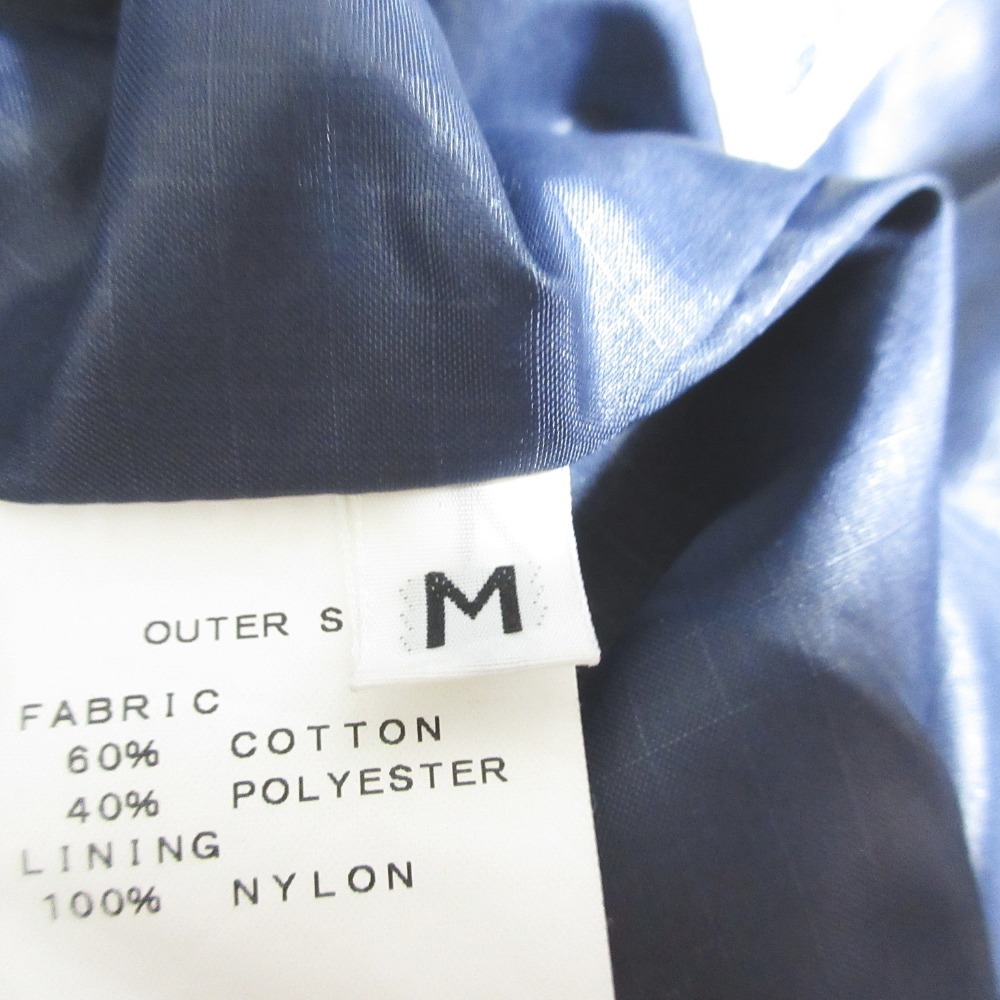 M
OUTER S
FABRIC
60% COTTON
40% POLYESTER
LINING
100% NYLON